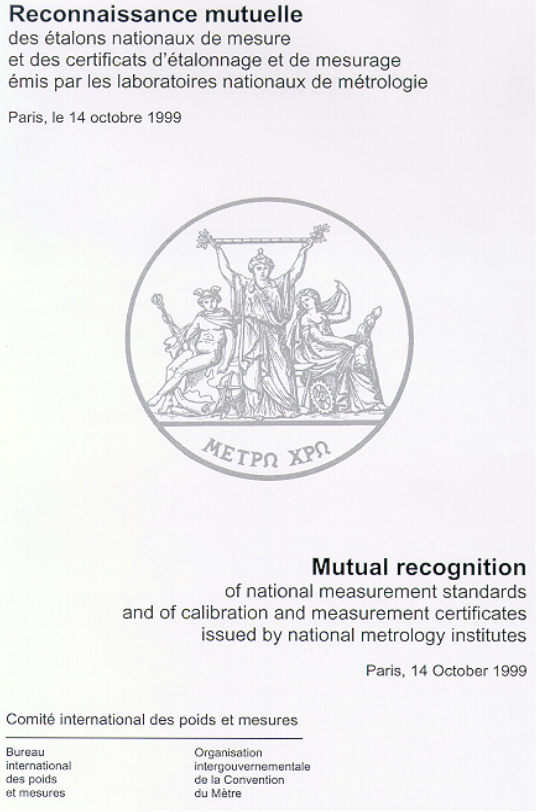 Reconnaissance mutuelle
des étalons nationaux de mesure
et des certificats d'étalonnage et de mesurage
émis par les laboratoires nationaux de métrologie
Paris, le 14 octobre 1999
ΜΕΤΡΩ ΧΡΩ
Mutual recognition
of national measurement standards
and of calibration and measurement certificates
issued by national metrology institutes
Paris, 14 October 1999
Comité international des poids et mesures
Bureau
international
des poids
et mesures
Organisation
intergouvernementale
de la Convention
du Mètre